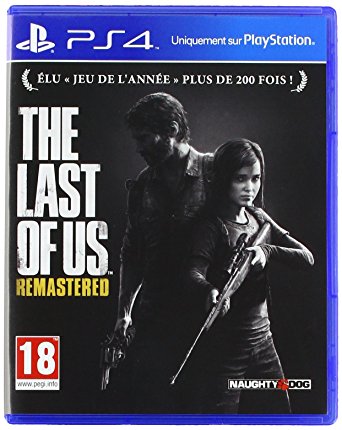 PS4
Uniquement sur PlayStation®
ÉLU « JEU DE L'ANNÉE » PLUS DE 200 FOIS !
THE
LAST
OF US™
REMASTERED
18
www.pegi.info
NAUGHTY DOG